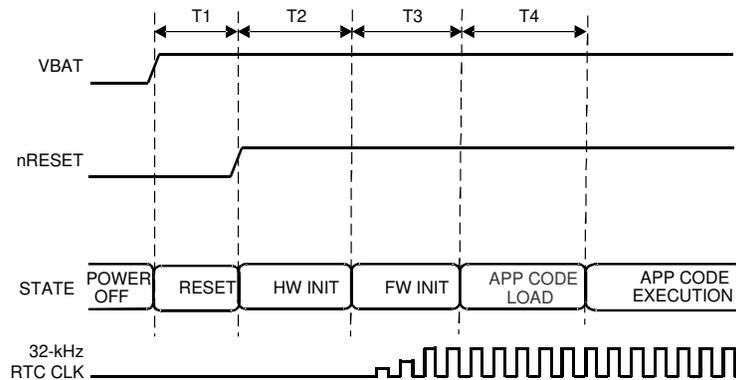 T1 T2 T3 T4
VBAT
nRESET
STATE
POWER
OFF
RESET
HW INIT
FW INIT
APP CODE
LOAD
APP CODE
EXECUTION
32-kHz
RTC CLK